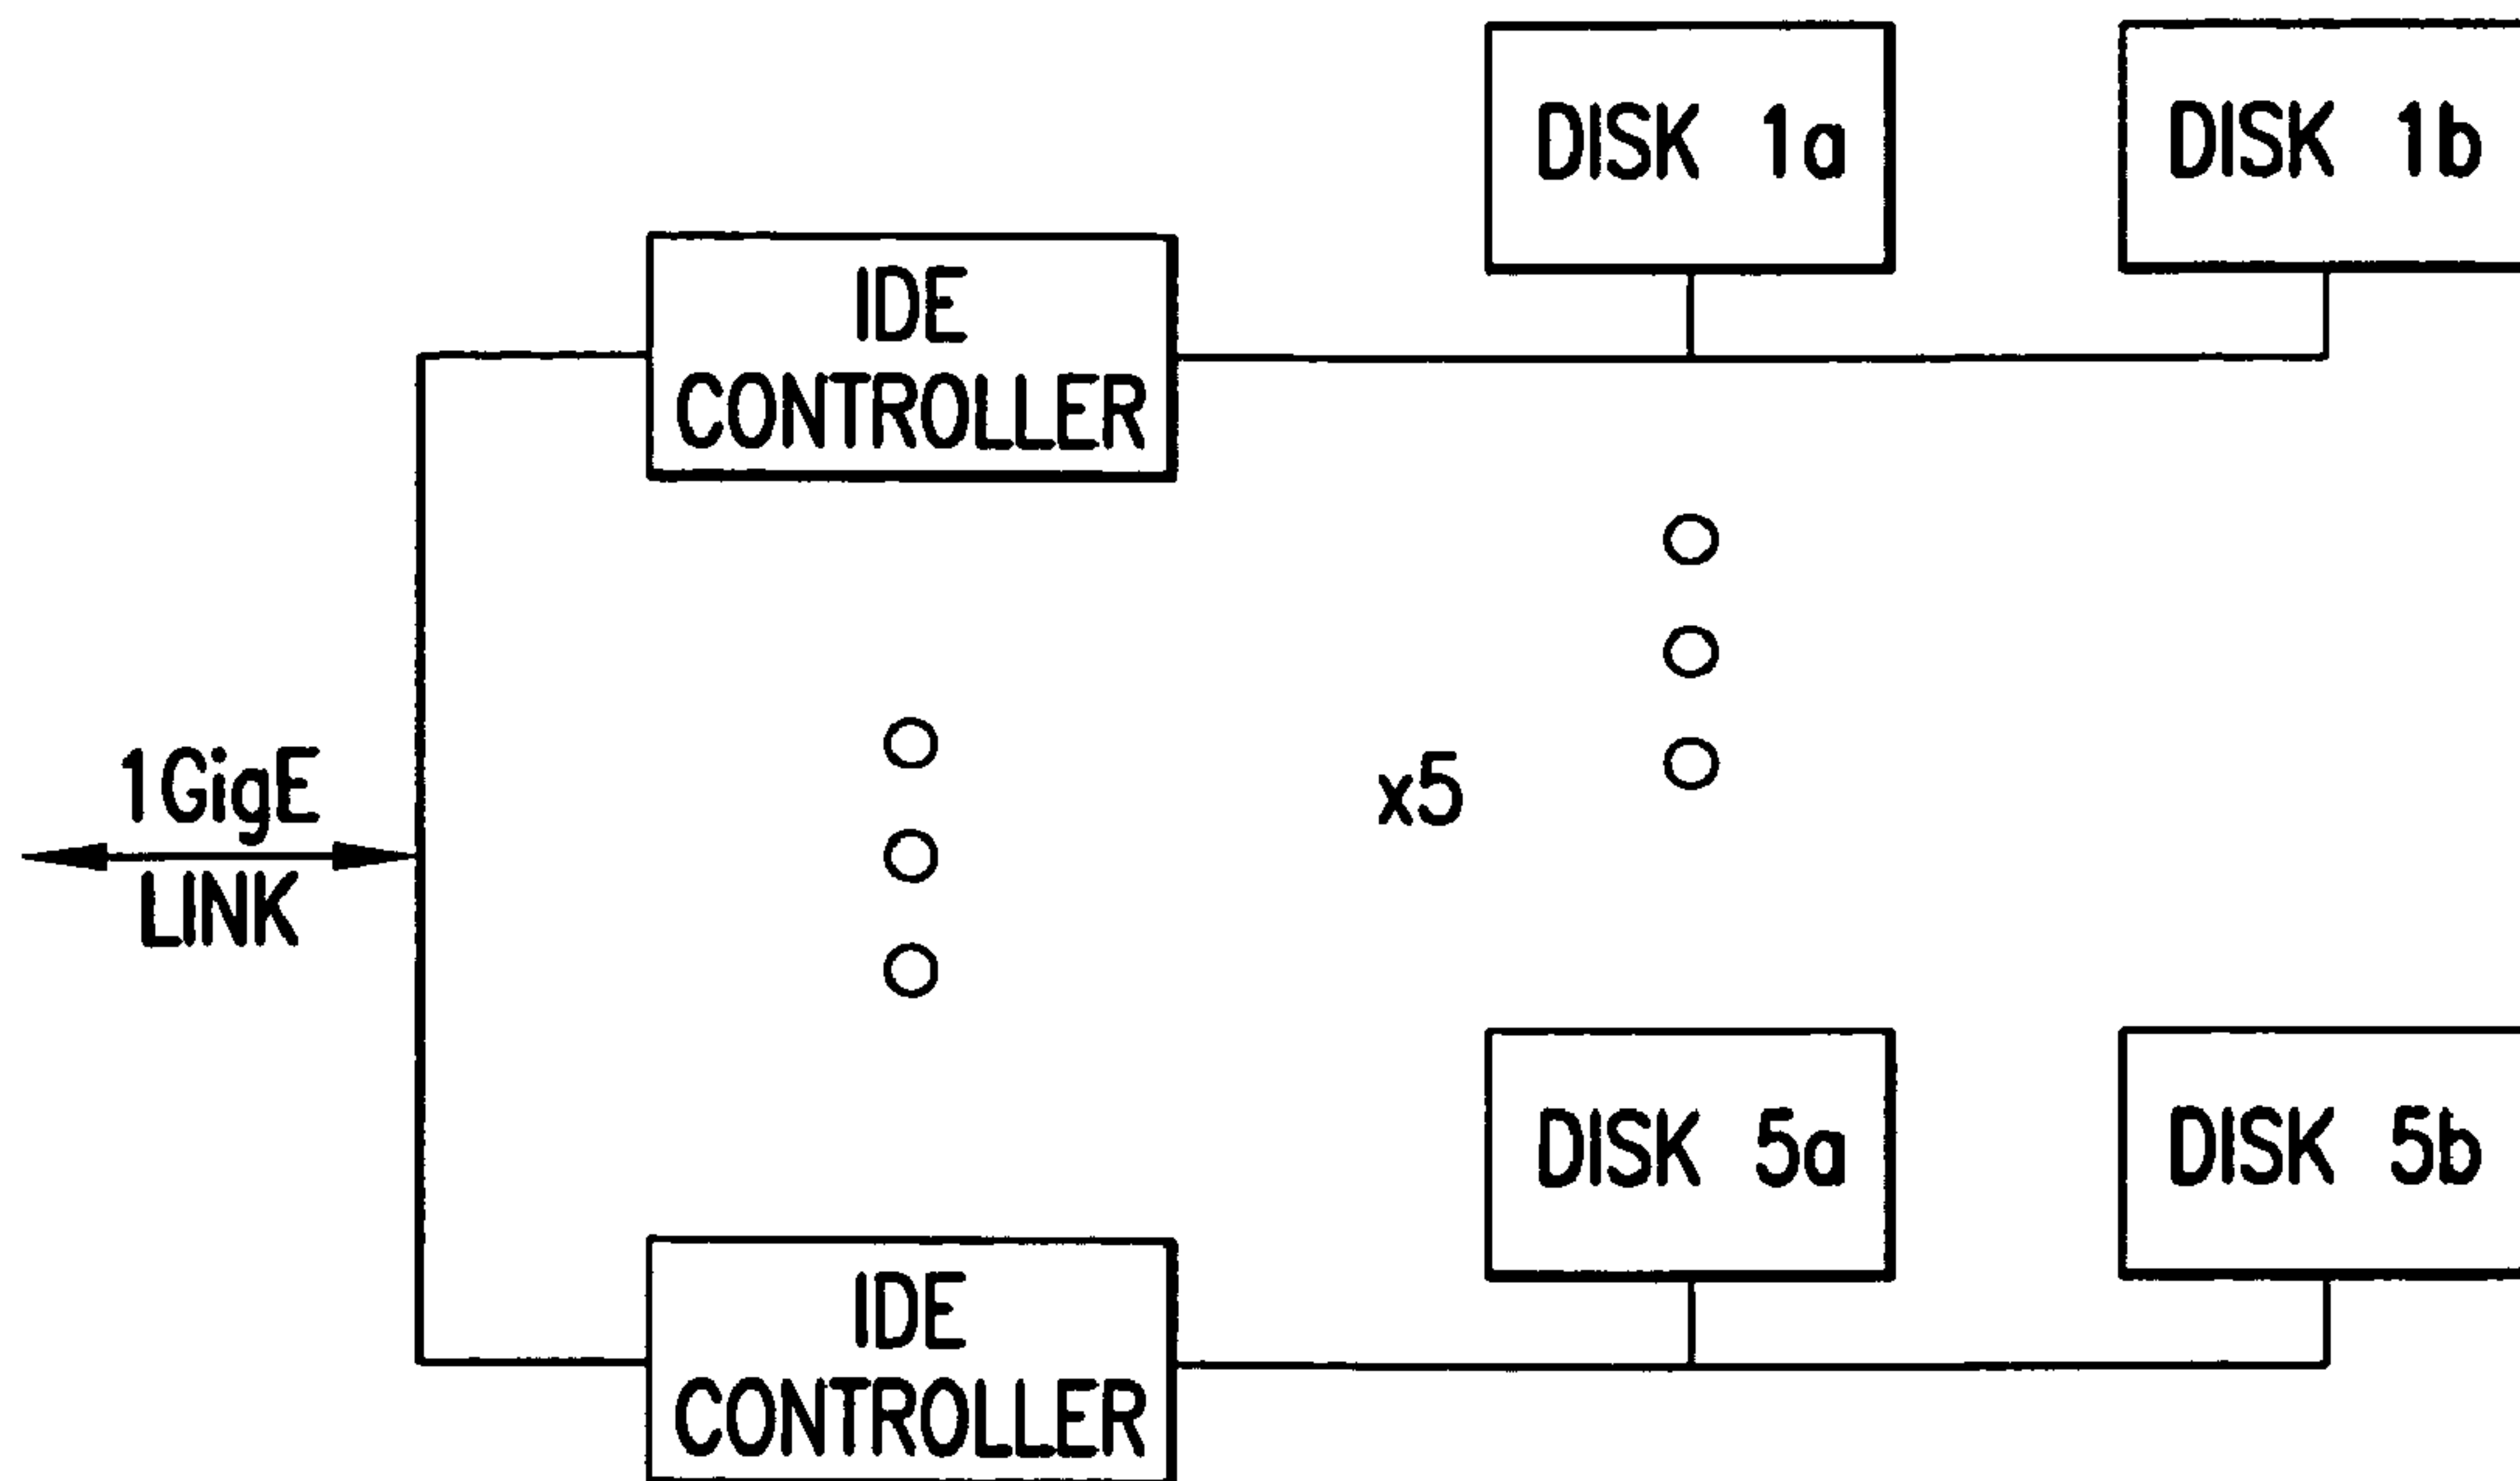 DISK 1a
DISK 1b
IDE
CONTROLLER
1GigE
LINK
x5
DISK 5a
DISK 5b
IDE
CONTROLLER